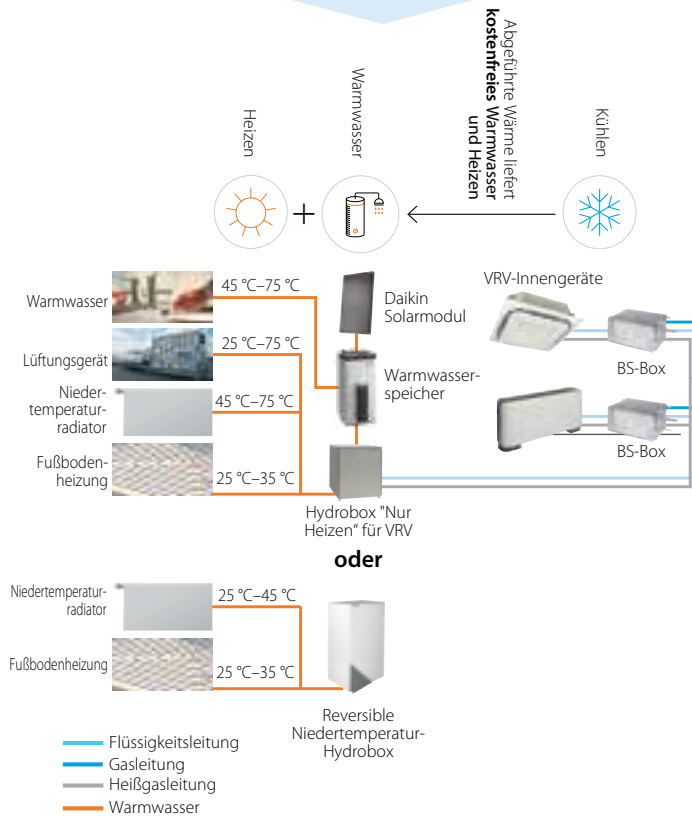 Heizen
Warmwasser
Abgeführte Wärme liefert
kostenfreies Warmwasser
und Heizen
Kühlen
Warmwasser
45 °C–75 °C
Lüftungsgerät
25 °C–75 °C
Nieder-
temperatur-
radiator
45 °C–75 °C
Fußboden-
heizung
25 °C–35 °C
Daikin
Solarmodul
Warmwasser-
speicher
Hydrobox "Nur
Heizen“ für VRV
VRV-Innengeräte
BS-Box
BS-Box
oder
Niedertemperatur-
radiator
25 °C–45 °C
Fußbodenheizung
25 °C–35 °C
Reversible
Niedertemperatur-
Hydrobox
Flüssigkeitsleitung
Gasleitung
Heißgasleitung
Warmwasser